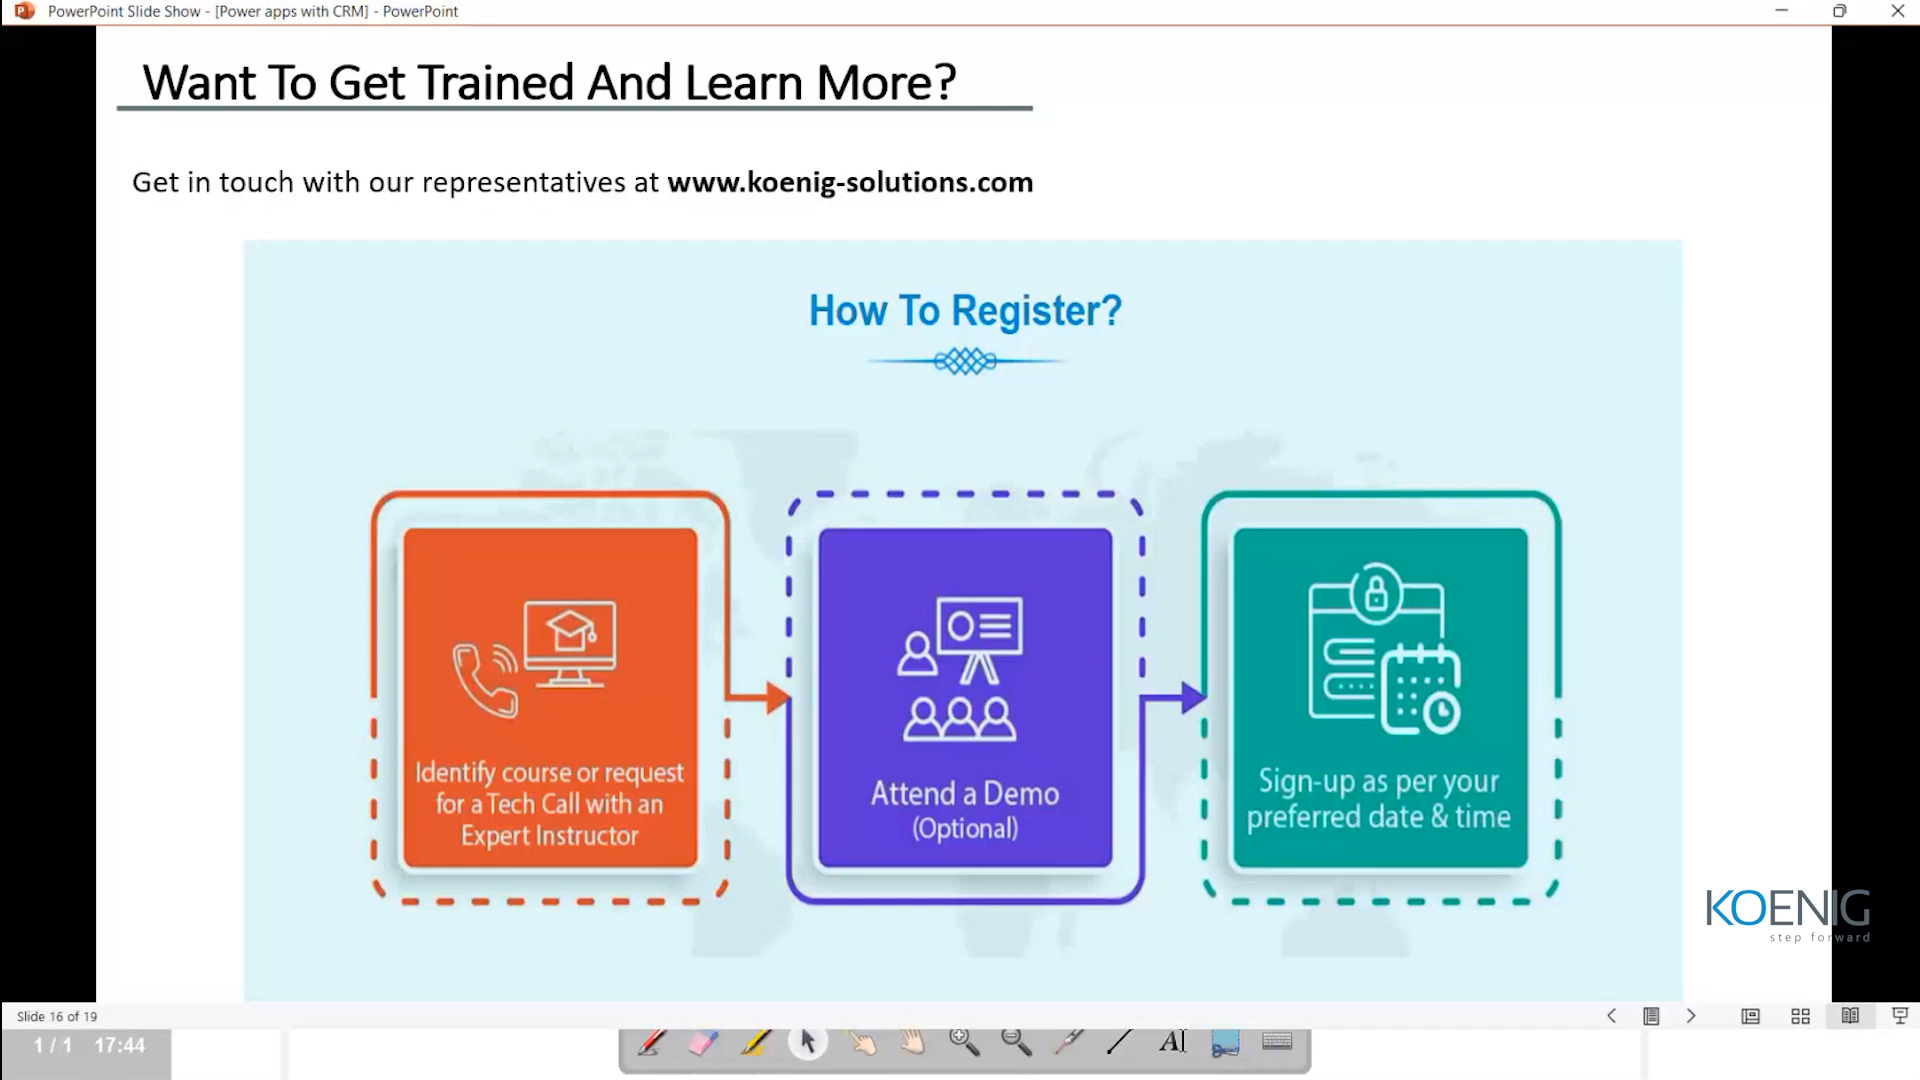 PowerPoint Slide Show - [Power apps with CRM] - PowerPoint
Want To Get Trained And Learn More?
Get in touch with our representatives at www.koenig-solutions.com
How To Register?
Identify course or request
for a Tech Call with an
Expert Instructor
Attend a Demo
(Optional)
Sign-up as per your
preferred date & time
KOENIG
step forward
Slide 16 of 19
1 / 1 17:44